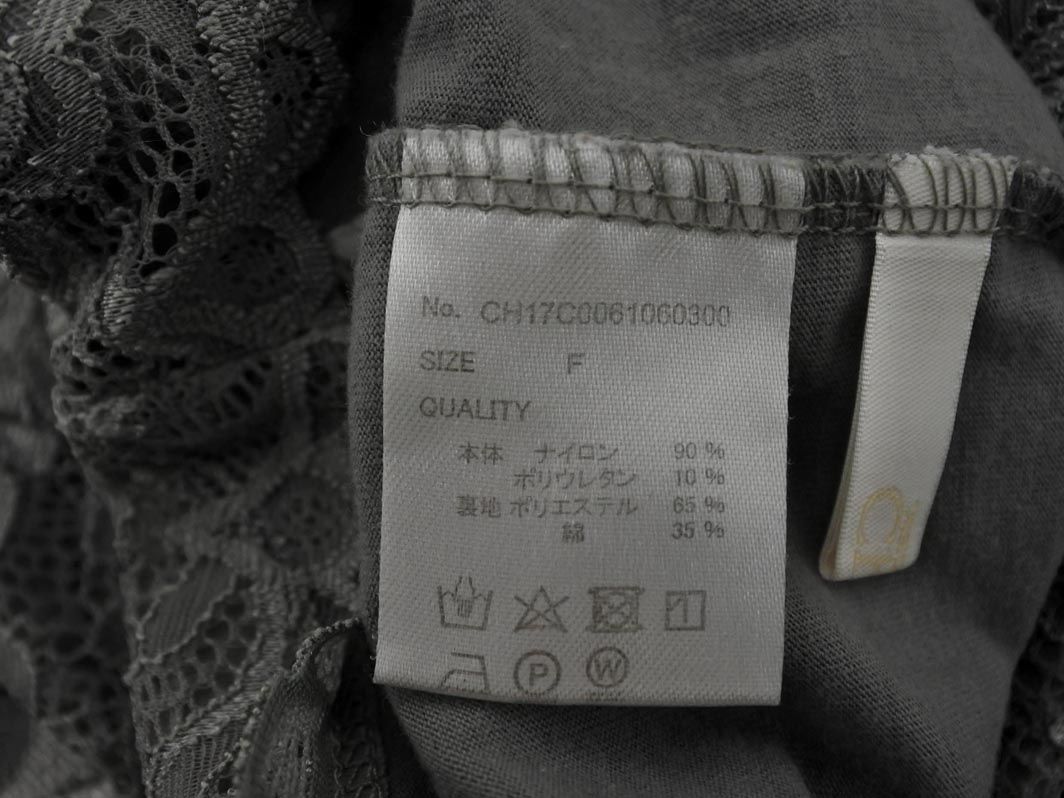 No. CH17C0061060300
SIZE F
QUALITY
本体 ナイロン 90 %
ポリウレタン 10 %
裏地 ポリエステル 65 %
綿 35 %
P
W